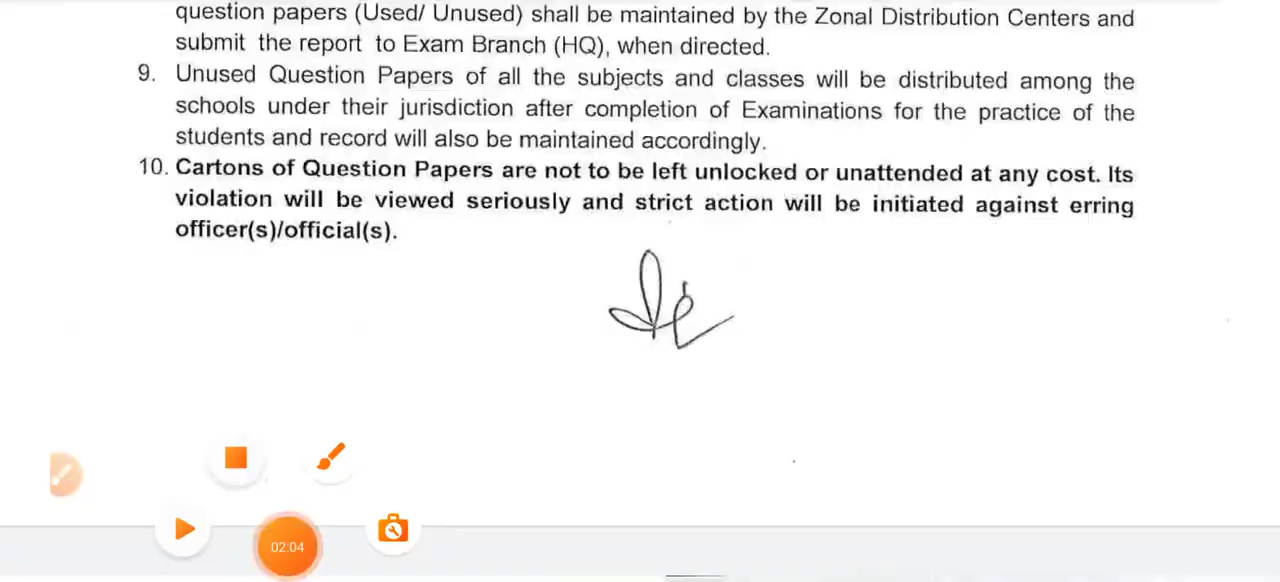 question papers (Used/ Unused) shall be maintained by the Zonal Distribution Centers and
submit the report to Exam Branch (HQ), when directed.
9. Unused Question Papers of all the subjects and classes will be distributed among the
schools under their jurisdiction after completion of Examinations for the practice of the
students and record will also be maintained accordingly.
10. Cartons of Question Papers are not to be left unlocked or unattended at any cost. Its
violation will be viewed seriously and strict action will be initiated against erring
officer(s)/official(s).
02:04